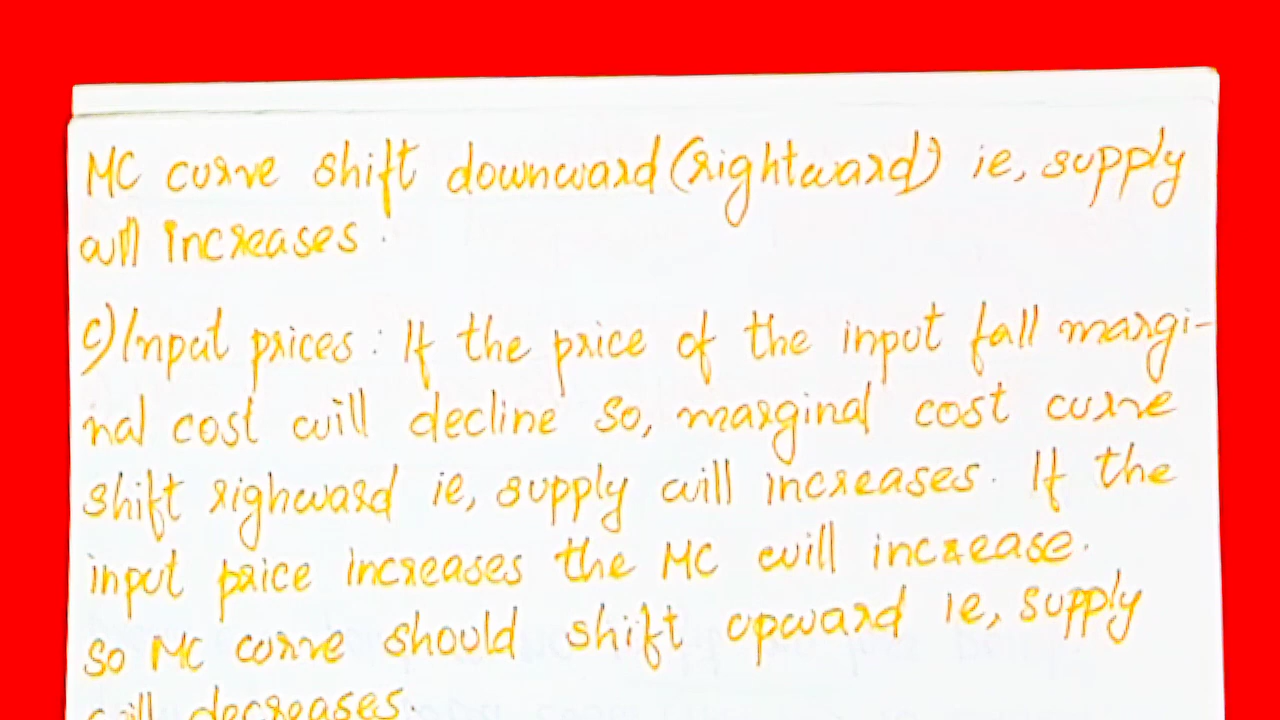 MC curve shift downward (rightward) ie, supply
will increases.
c) Input prices : If the price of the input fall margi-
nal cost will decline so, marginal cost curve
shift righward ie, supply will increases. If the
input price increases the MC will increase.
so MC curve should shift upward ie, supply
will decreases.